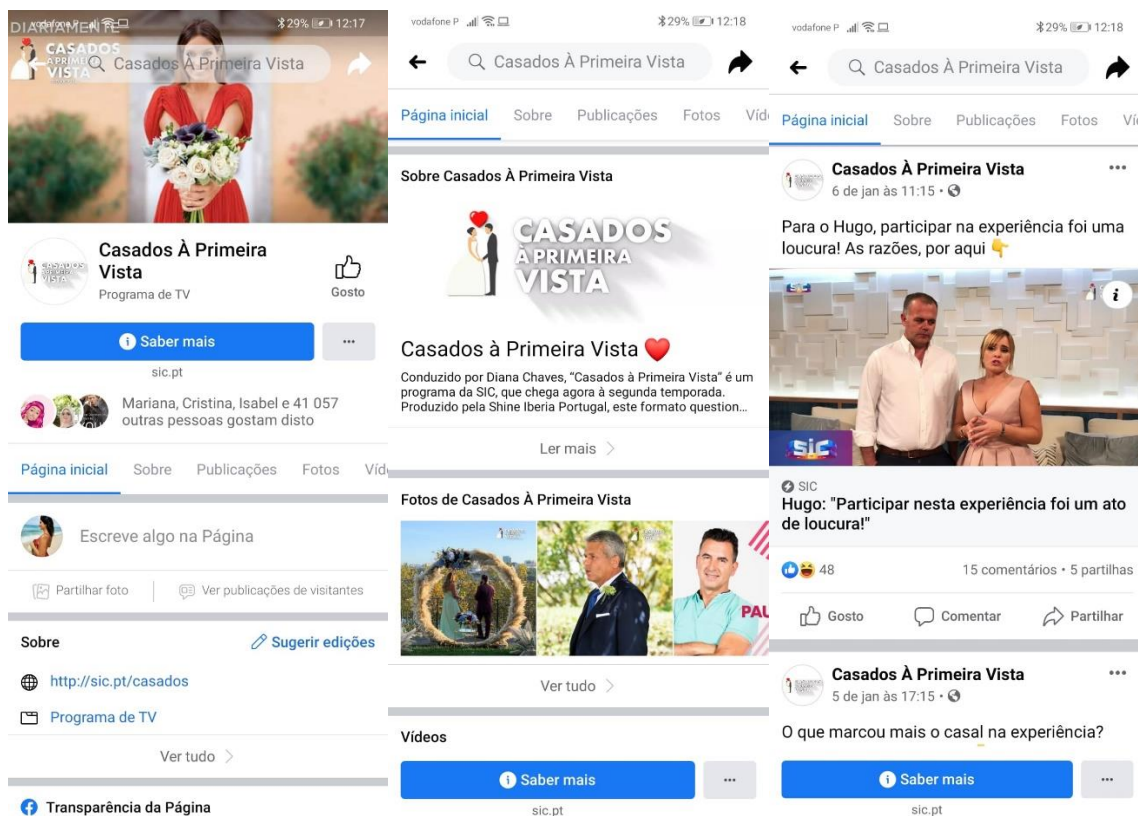 DIARIAMENTE
vodafone P
29% 12:17
CASADOS
À PRIMEIRA
VISTA
Casados À Primeira Vista
Casados À Primeira
Vista
Programa de TV
Gosto
Saber mais
sic.pt
Mariana, Cristina, Isabel e 41 057
outras pessoas gostam disto
Página inicial Sobre Publicações Fotos Víd
Escreve algo na Página
Partilhar foto Ver publicações de visitantes
Sobre Sugerir edições
http://sic.pt/casados
Programa de TV
Ver tudo
Transparência da Página
vodafone P 29% 12:18
Casados À Primeira Vista
Página inicial Sobre Publicações Fotos Víd
Sobre Casados À Primeira Vista
CASADOS
À PRIMEIRA
VISTA
Casados à Primeira Vista ❤️
Conduzido por Diana Chaves, “Casados à Primeira Vista” é um
programa da SIC, que chega agora à segunda temporada.
Produzido pela Shine Iberia Portugal, este formato question...
Ler mais
Fotos de Casados À Primeira Vista
PAU
Ver tudo
Vídeos
Saber mais
sic.pt
vodafone P 29% 12:18
Casados À Primeira Vista
Página inicial Sobre Publicações Fotos Ví
Casados À Primeira Vista
6 de jan às 11:15 •
Para o Hugo, participar na experiência foi uma
loucura! As razões, por aqui 👇
SIC
SIC
Hugo: "Participar nesta experiência foi um ato
de loucura!"
48 15 comentários • 5 partilhas
Gosto Comentar Partilhar
Casados À Primeira Vista
5 de jan às 17:15 •
O que marcou mais o casal na experiência?
Saber mais
sic.pt